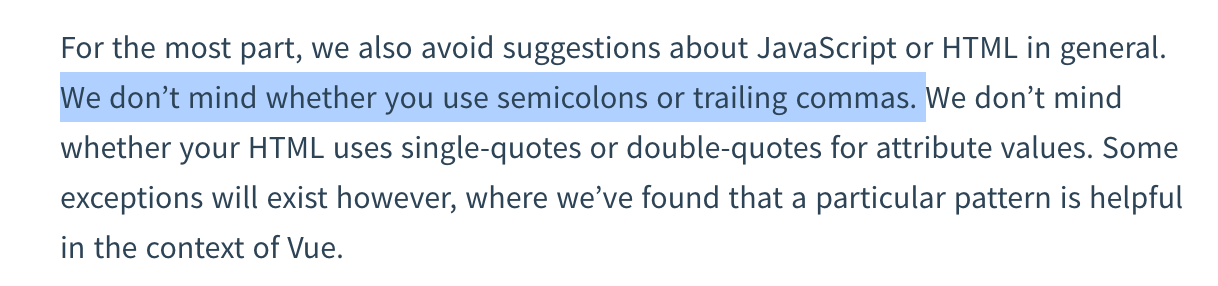 For the most part, we also avoid suggestions about JavaScript or HTML in general.
We don’t mind whether you use semicolons or trailing commas. We don’t mind
whether your HTML uses single-quotes or double-quotes for attribute values. Some
exceptions will exist however, where we’ve found that a particular pattern is helpful
in the context of Vue.